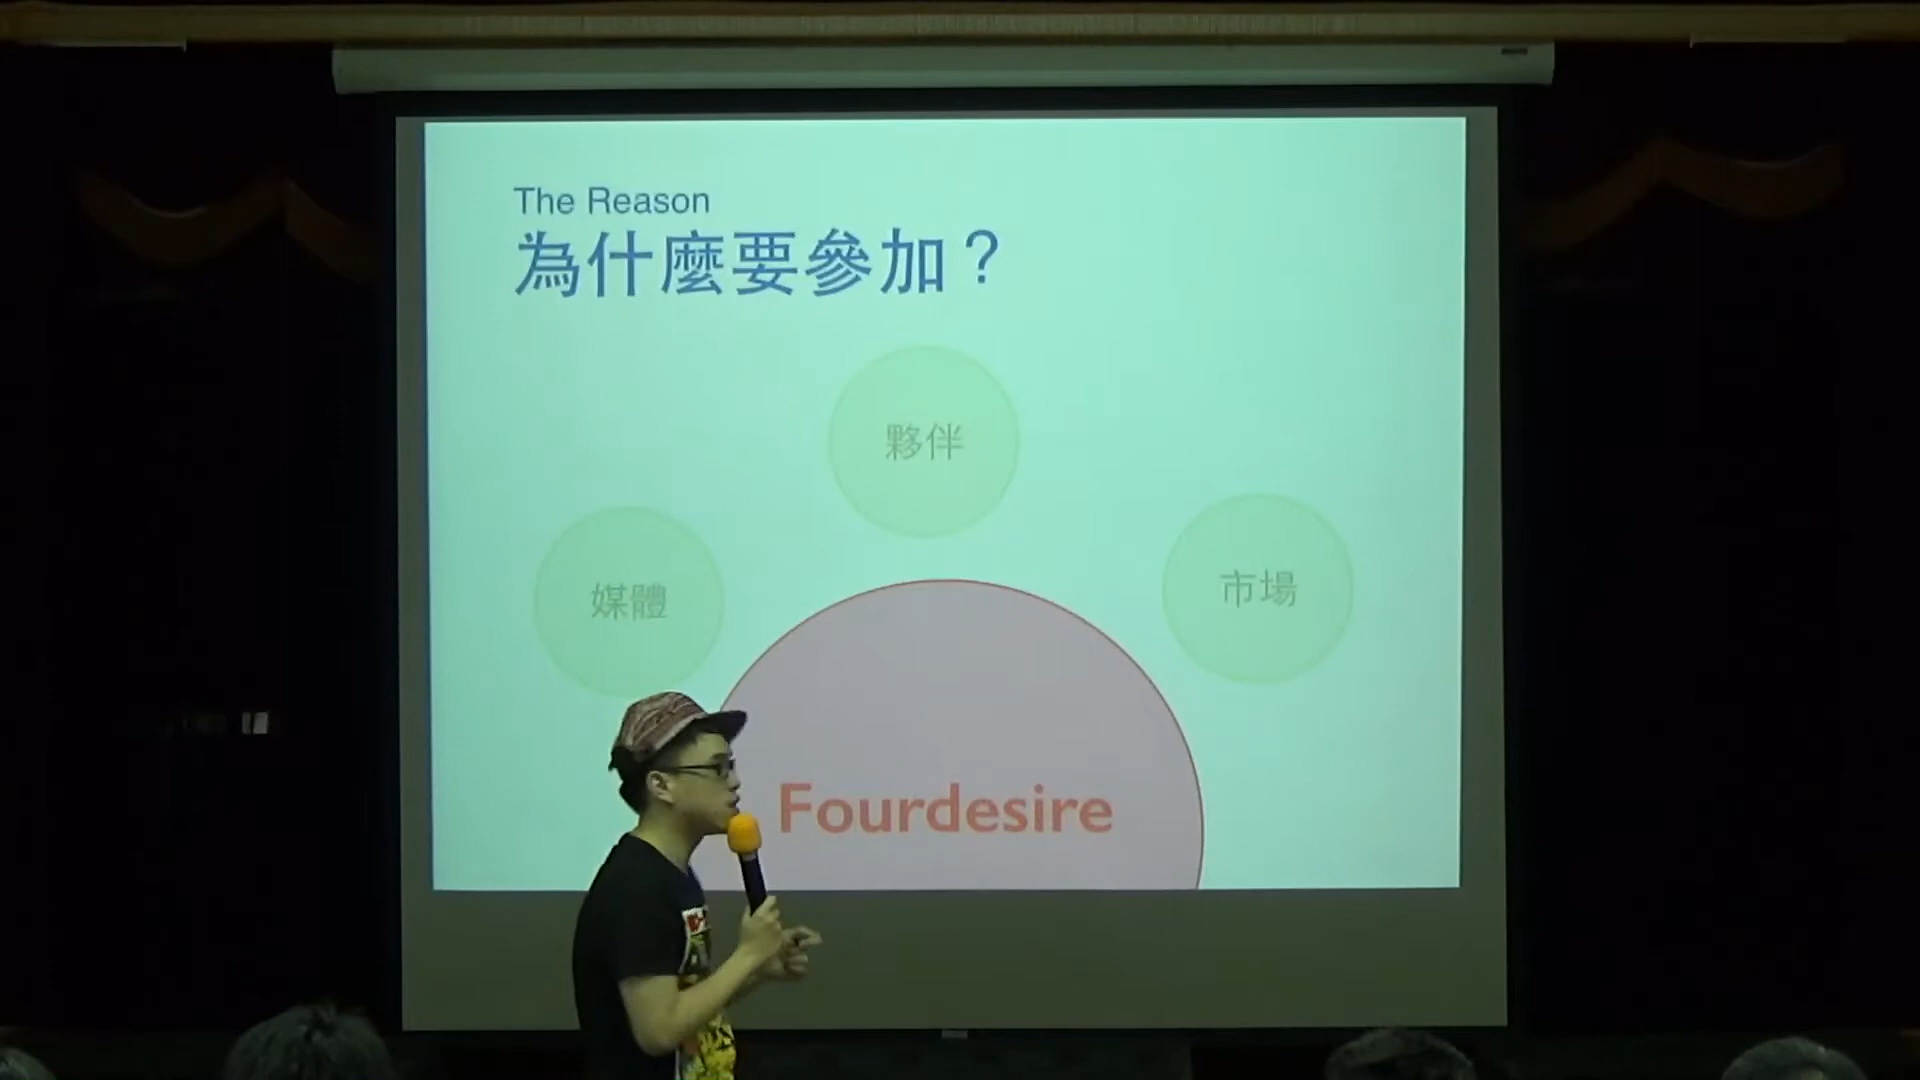 The Reason
為什麼要參加？
夥伴
媒體
市場
Fourdesire